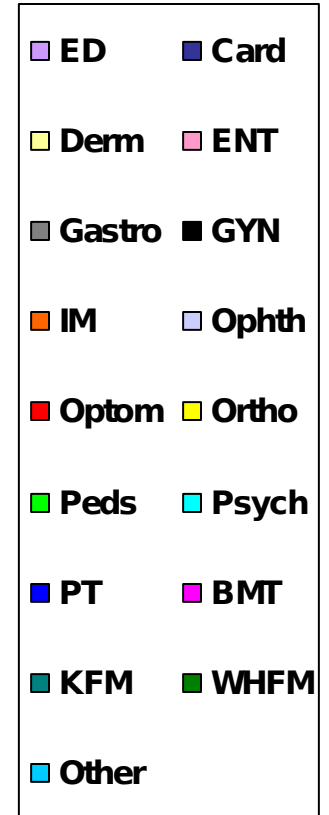 ED Card
Derm ENT
Gastro GYN
IM Ophth
Optom Ortho
Peds Psych
PT BMT
KFM WHFM
Other